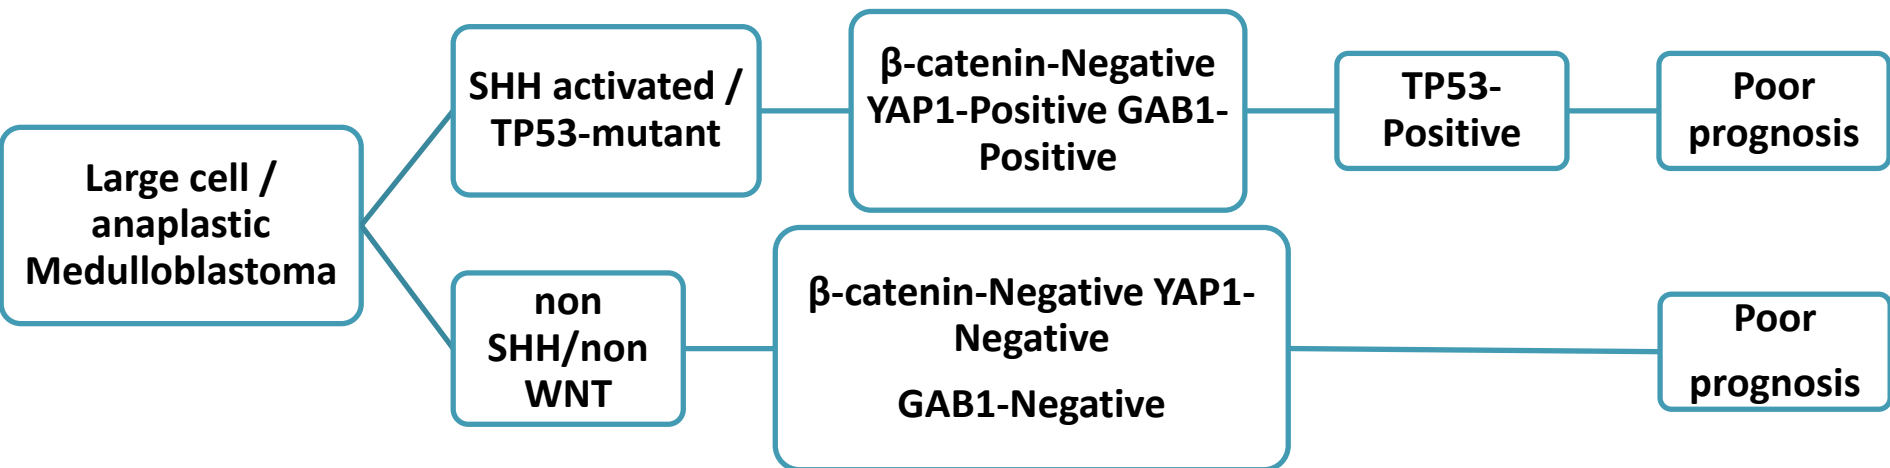 Large cell /
anaplastic
Medulloblastoma
SHH activated /
TP53-mutant
β-catenin-Negative
YAP1-Positive GAB1-
Positive
TP53-
Positive
Poor
prognosis
non
SHH/non
WNT
β-catenin-Negative YAP1-
Negative
GAB1-Negative
Poor
prognosis